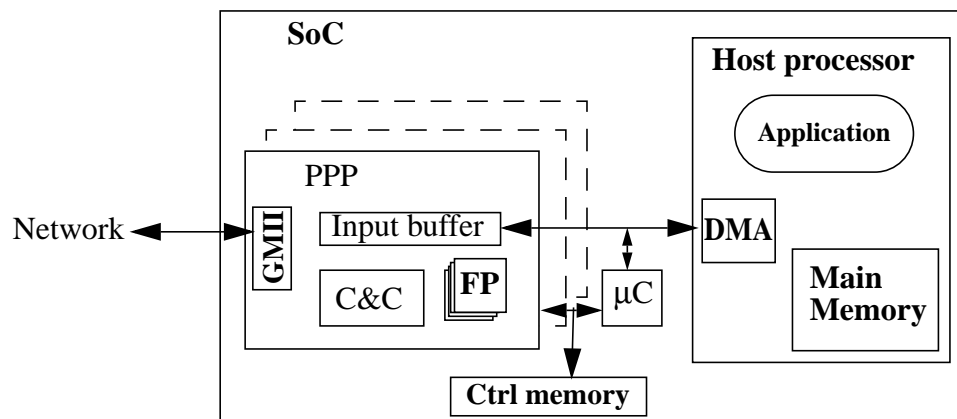 SoC
Host processor
Application
PPP
Network
GMII
Input buffer
DMA
C&C
FP
μC
Main
Memory
Ctrl memory